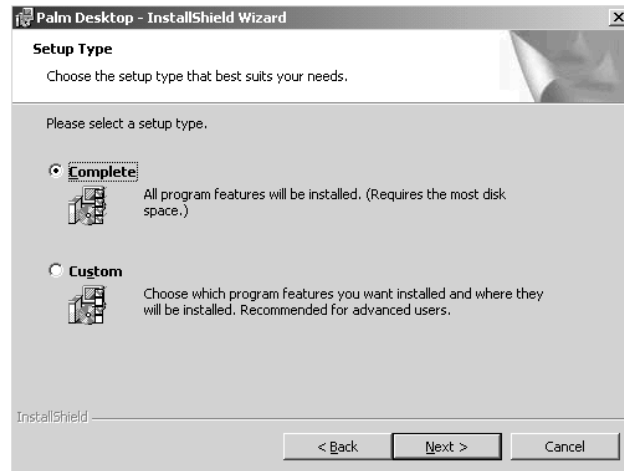 Palm Desktop - InstallShield Wizard
Setup Type
Choose the setup type that best suits your needs.
Please select a setup type.
Complete
All program features will be installed. (Requires the most disk
space.)
Custom
Choose which program features you want installed and where they
will be installed. Recommended for advanced users.
InstallShield
< Back
Next >
Cancel